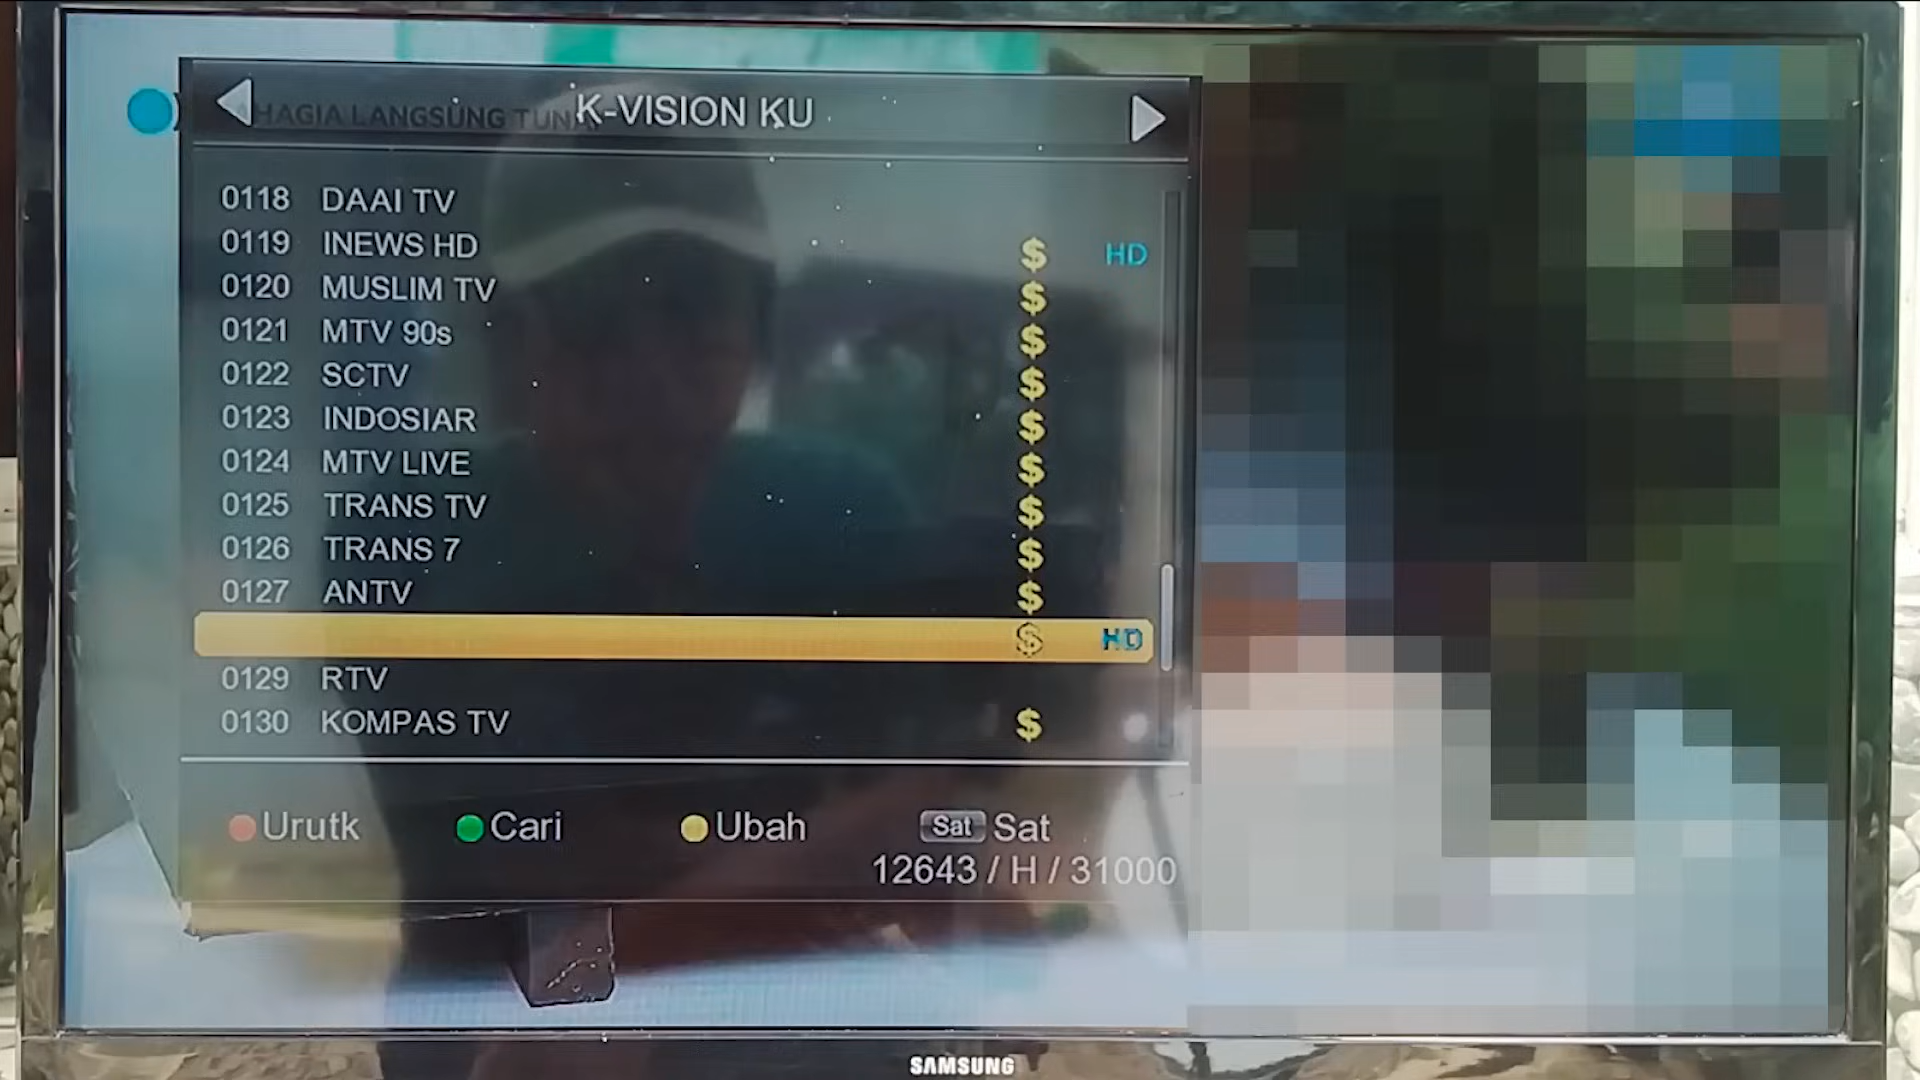 HAGIA LANGSUNG TUNA
K-VISION KU
0118 DAAI TV
0119 INEWS HD $ HD
0120 MUSLIM TV $
0121 MTV 90s $
0122 SCTV $
0123 INDOSIAR $
0124 MTV LIVE $
0125 TRANS TV $
0126 TRANS 7 $
0127 ANTV $
$ HD
0129 RTV
0130 KOMPAS TV $
Urutk Cari Ubah Sat Sat
12643 / H / 31000
SAMSUNG